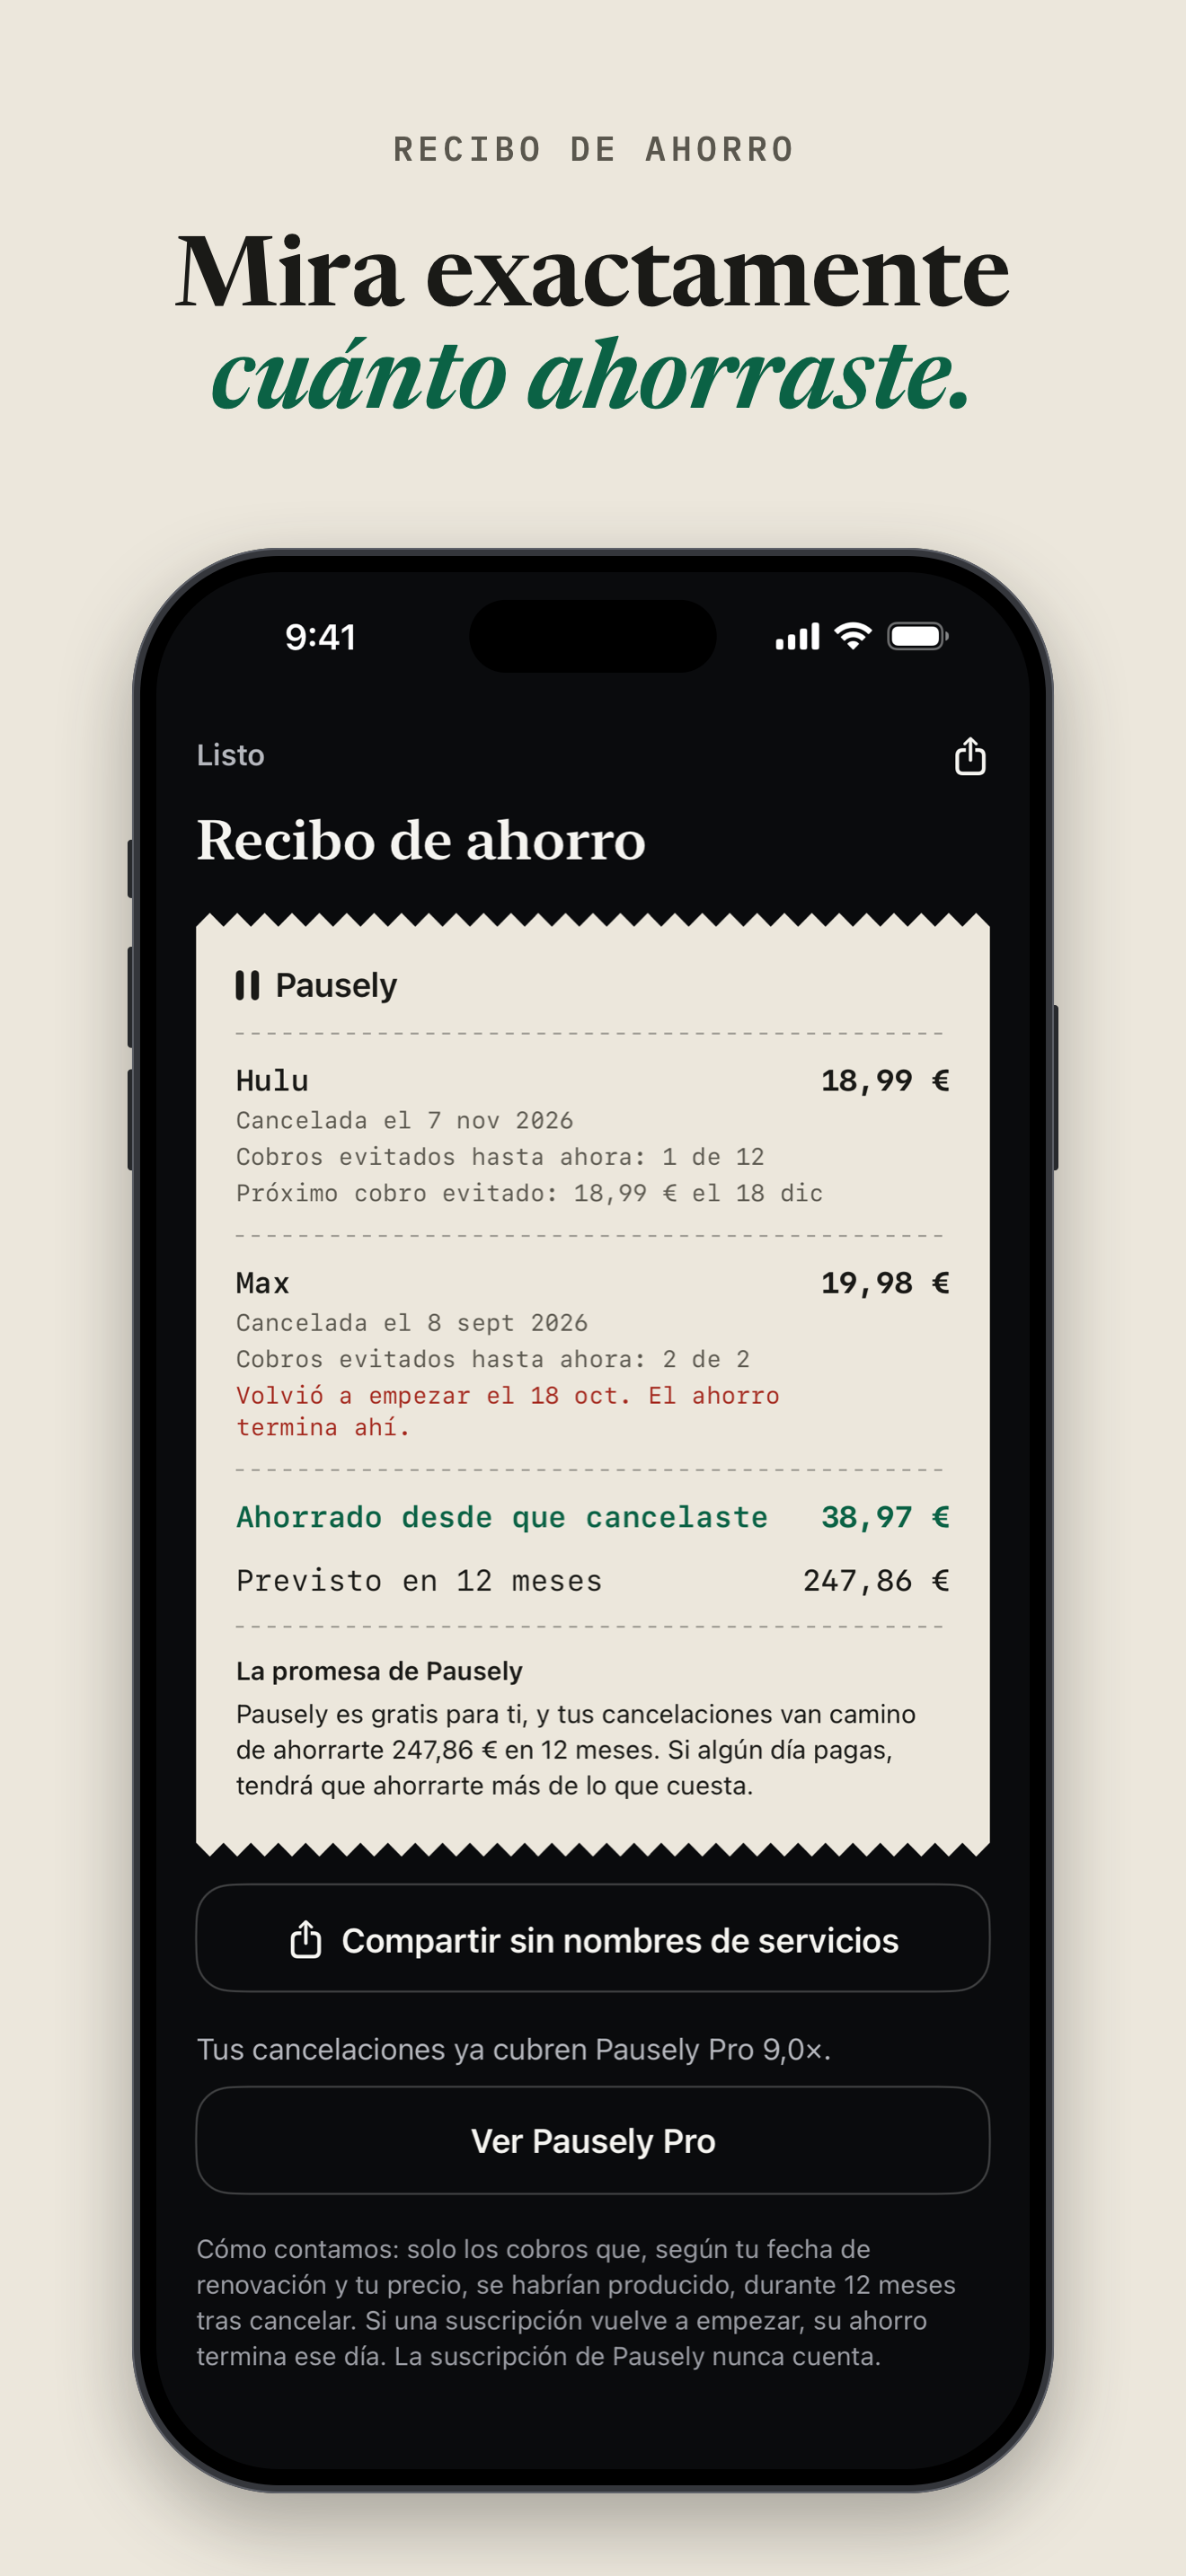 RECIBO DE AHORRO
Mira exactamente
cuánto ahorraste.
9:41
Listo
Recibo de ahorro
Pausely
Hulu 18,99 €
Cancelada el 7 nov 2026
Cobros evitados hasta ahora: 1 de 12
Próximo cobro evitado: 18,99 € el 18 dic
Max 19,98 €
Cancelada el 8 sept 2026
Cobros evitados hasta ahora: 2 de 2
Volvió a empezar el 18 oct. El ahorro
termina ahí.
Ahorrado desde que cancelaste 38,97 €
Previsto en 12 meses 247,86 €
La promesa de Pausely
Pausely es gratis para ti, y tus cancelaciones van camino
de ahorrarte 247,86 € en 12 meses. Si algún día pagas,
tendrá que ahorrarte más de lo que cuesta.
Compartir sin nombres de servicios
Tus cancelaciones ya cubren Pausely Pro 9,0×.
Ver Pausely Pro
Cómo contamos: solo los cobros que, según tu fecha de
renovación y tu precio, se habrían producido, durante 12 meses
tras cancelar. Si una suscripción vuelve a empezar, su ahorro
termina ese día. La suscripción de Pausely nunca cuenta.